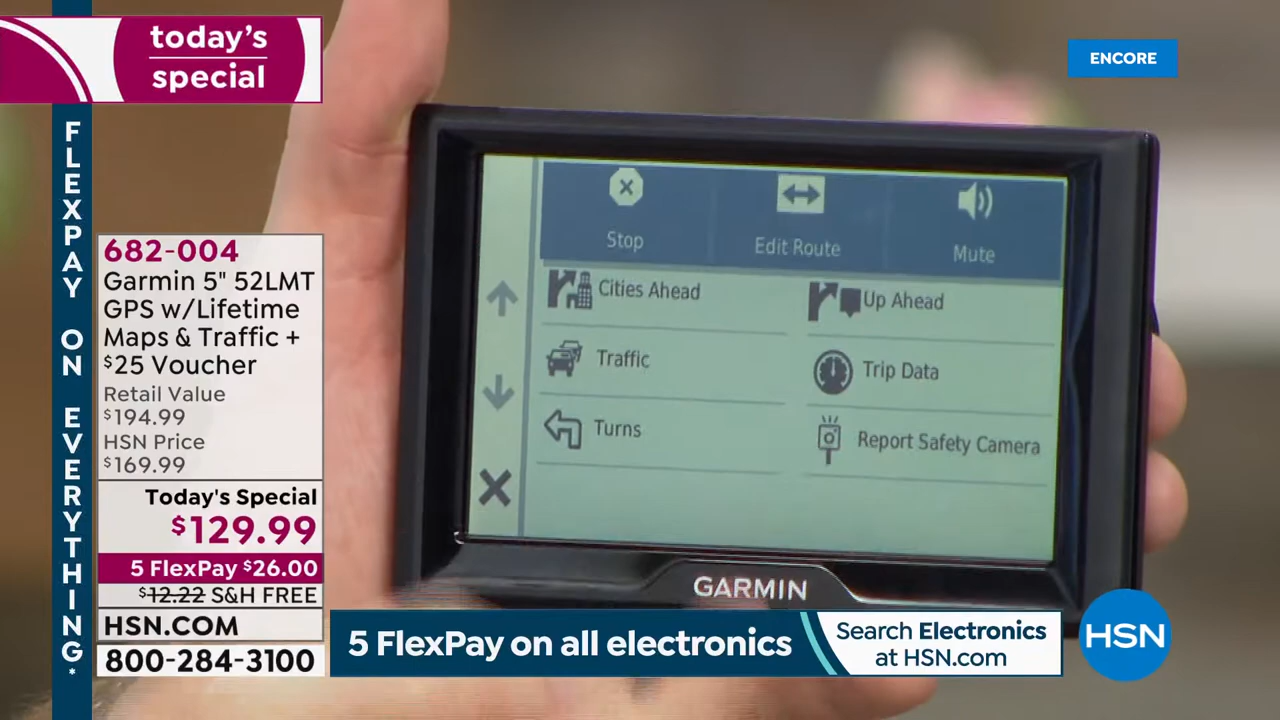 today's
special
ENCORE
FLEXPAY ON EVERYTHING*
682-004
Garmin 5" 52LMT
GPS w/Lifetime
Maps & Traffic +
$25 Voucher
Retail Value
$194.99
HSN Price
$169.99
Today's Special
$129.99
5 FlexPay $26.00
$12.22 S&H FREE
HSN.COM
800-284-3100
Stop
Edit Route
Mute
Cities Ahead
Up Ahead
Traffic
Trip Data
Turns
Report Safety Camera
GARMIN
5 FlexPay on all electronics
Search Electronics
at HSN.com
HSN